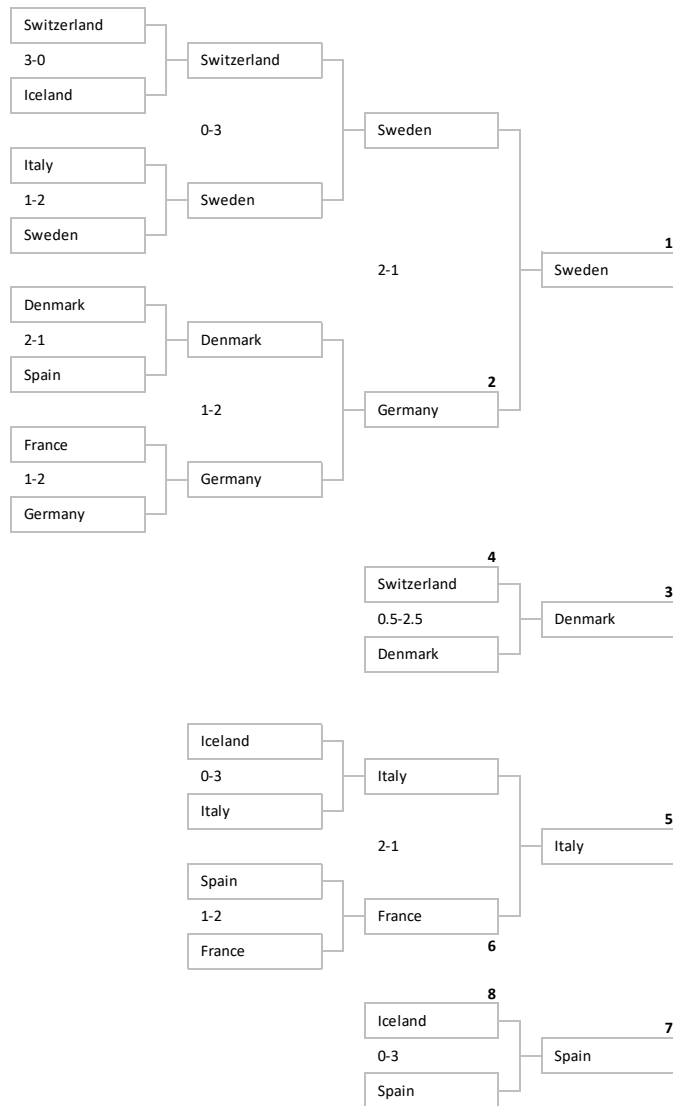 Switzerland
3-0
Switzerland
Iceland
0-3
Sweden
Italy
1-2
Sweden
Sweden
1
2-1
Sweden
Denmark
2-1
Denmark
Spain
2
1-2
Germany
France
1-2
Germany
Germany
4
Switzerland
3
0.5-2.5
Denmark
Denmark
Iceland
0-3
Italy
Italy
5
2-1
Italy
Spain
1-2
France
France
6
8
Iceland
7
0-3
Spain
Spain